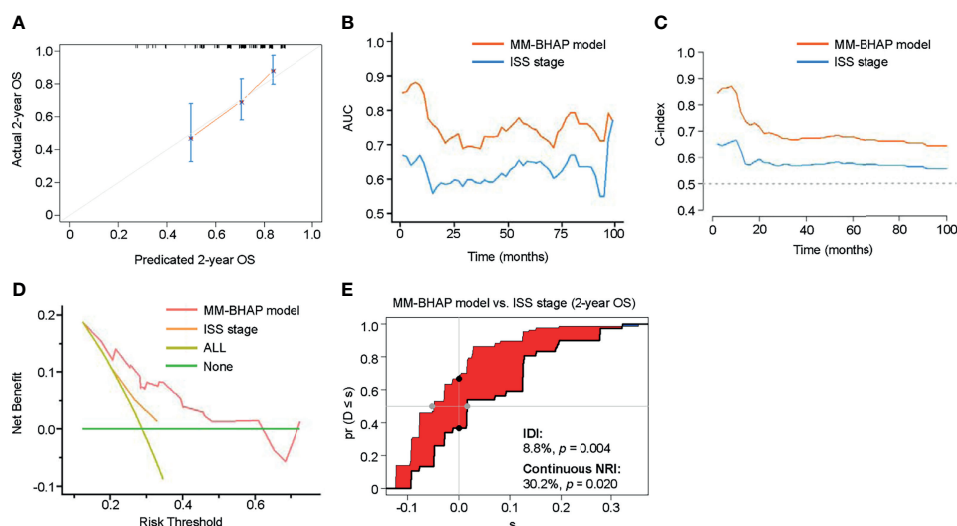 A
Actual 2-year OS
1.0
0.8
0.6
0.4
0.2
0
0 0.2 0.4 0.6 0.8 1.0
Predicated 2-year OS
B
MM-BHAP model
ISS stage
AUC
0.9
0.8
0.7
0.6
0.5
0 25 50 75 100
Time (months)
C
MM-BHAP model
ISS stage
C-index
1.0
0.9
0.8
0.7
0.6
0.5
0.4
0 20 40 60 80 100
Time (months)
D
MM-BHAP model
ISS stage
ALL
None
Net Benefit
0.2
0.1
0.0
-0.1
0.2 0.4 0.6
Risk Threshold
E
MM-BHAP model vs. ISS stage (2-year OS)
pr (D ≤ s)
1.0
0.8
0.6
0.4
0.2
0
IDI:
8.8%, p = 0.004
Continuous NRI:
30.2%, p = 0.020
-0.1 0.0 0.1 0.2 0.3
s